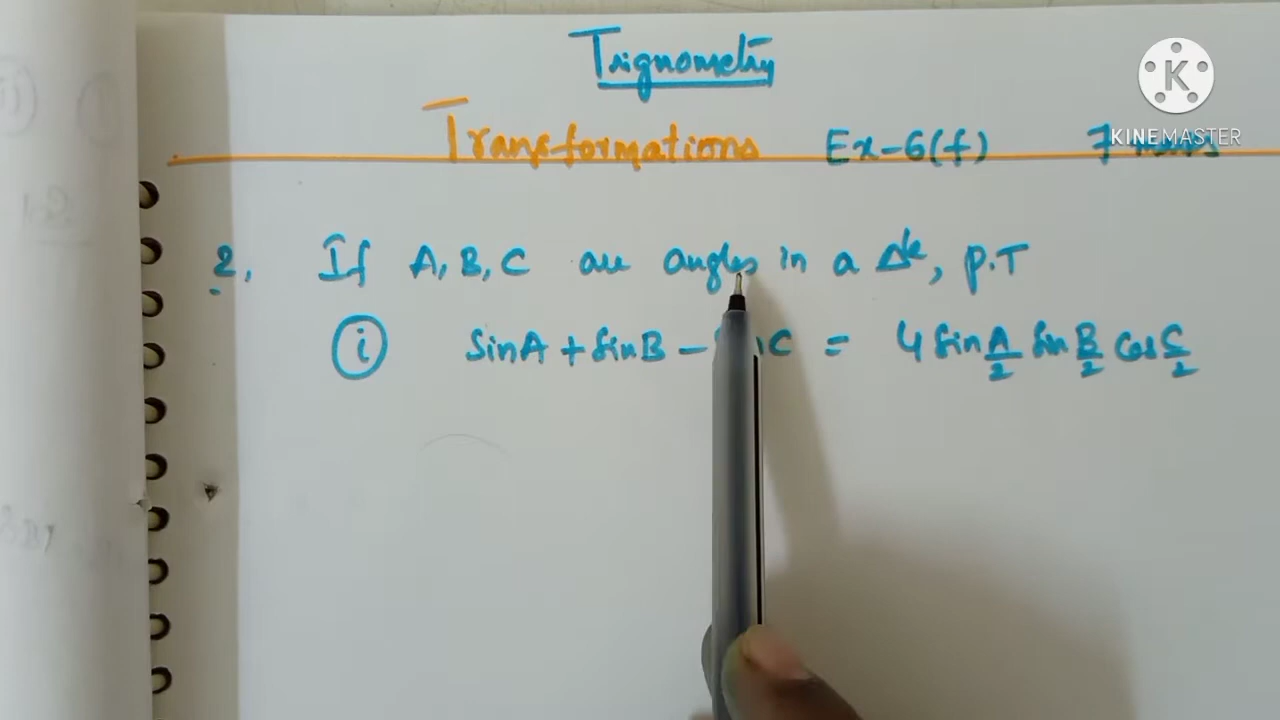 Trignometry
Transformations Ex-6(f) 7
K
KINEMASTER
2. If A, B, C are angles in a Δle, P.T
(i) SinA + SinB - C = 4 Sin A/2 Sin B/2 Cos C/2